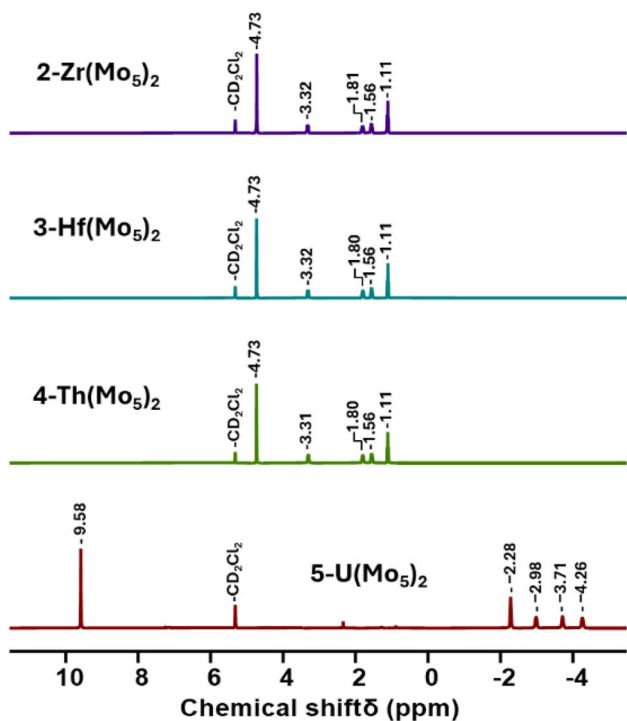 2-Zr(Mo₅)₂
-CD₂Cl₂
-4.73
-3.32
1.81
-1.56
-1.11
3-Hf(Mo₅)₂
-CD₂Cl₂
-4.73
-3.32
1.80
-1.56
-1.11
4-Th(Mo₅)₂
-CD₂Cl₂
-4.73
-3.31
1.80
-1.56
-1.11
5-U(Mo₅)₂
-9.58
-CD₂Cl₂
-2.28
-2.98
-3.71
-4.26
10 8 6 4 2 0 -2 -4
Chemical shiftδ (ppm)